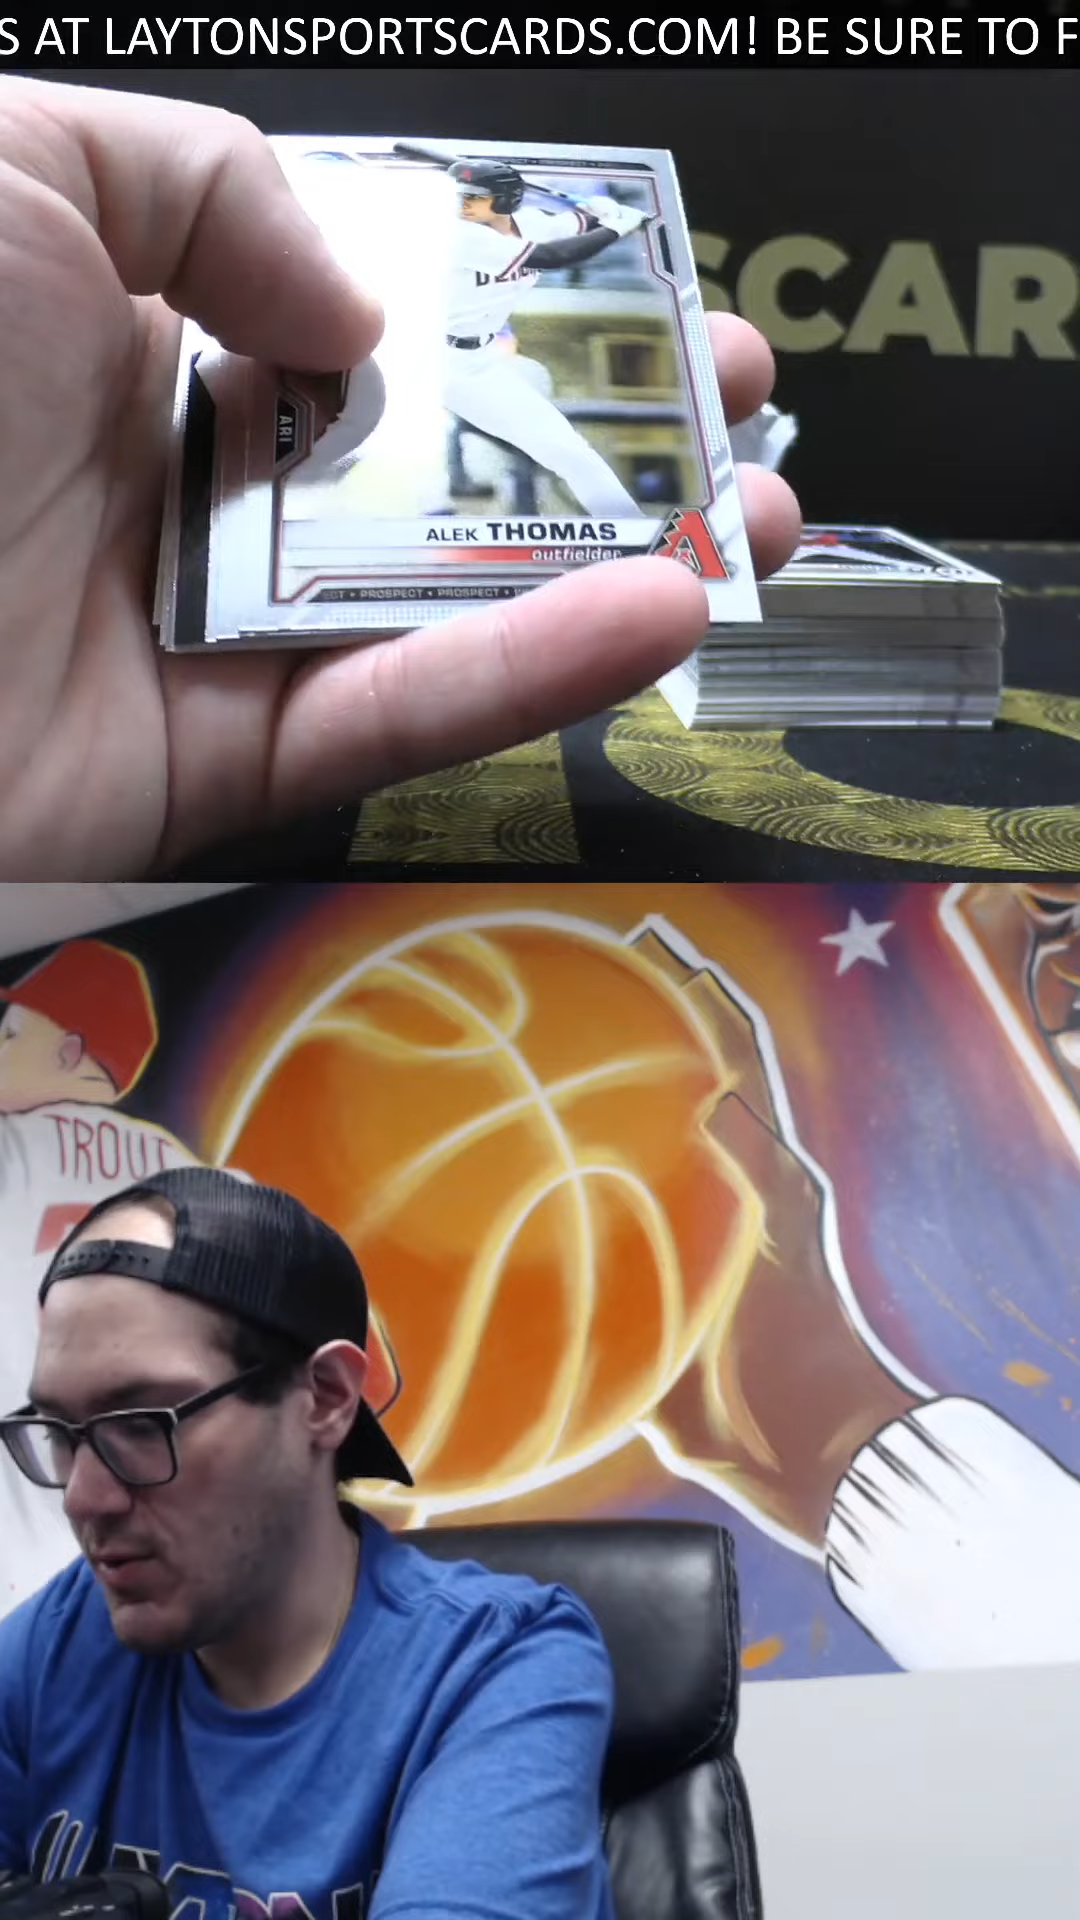 S AT LAYTONSPORTSCARDS.COM! BE SURE TO F
SCAR
ARI
ALEK THOMAS
outfielder
PROSPECT • PROSPECT
TROUT